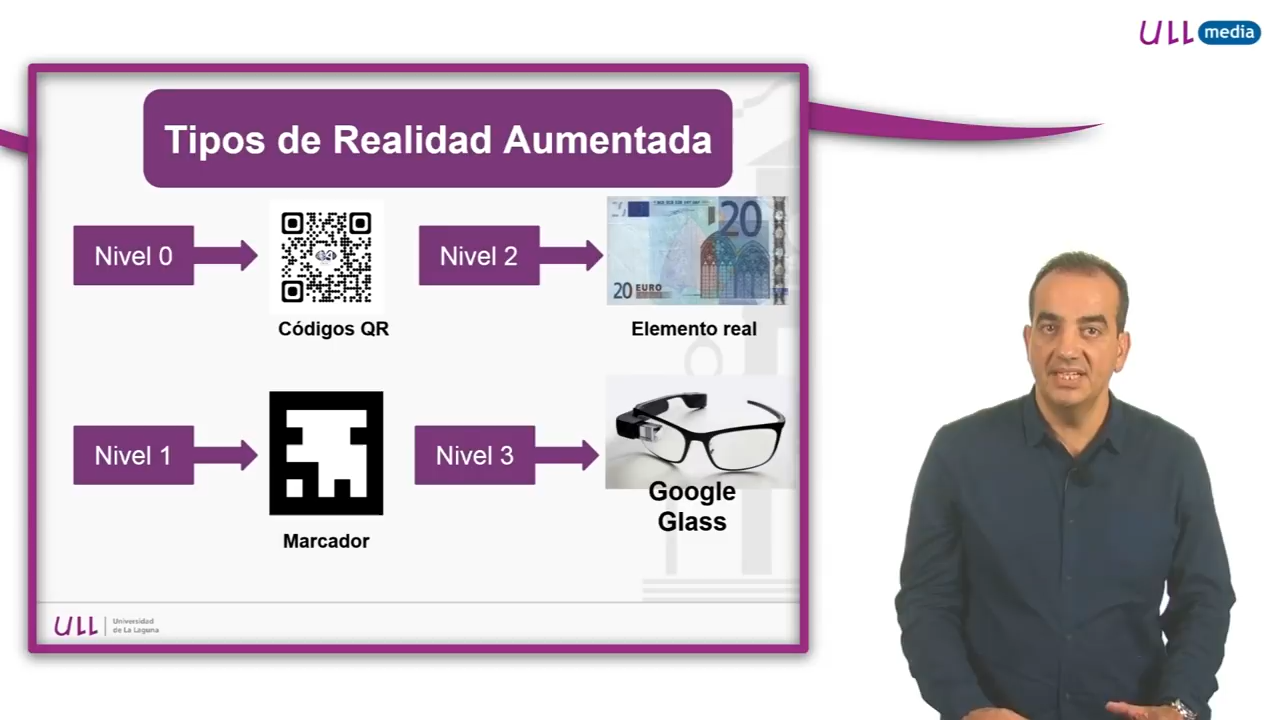 ULL media
Tipos de Realidad Aumentada
Nivel 0
Códigos QR
Nivel 2
20
20 EURO
Elemento real
Nivel 1
Marcador
Nivel 3
Google
Glass
ULL
Universidad
de La Laguna